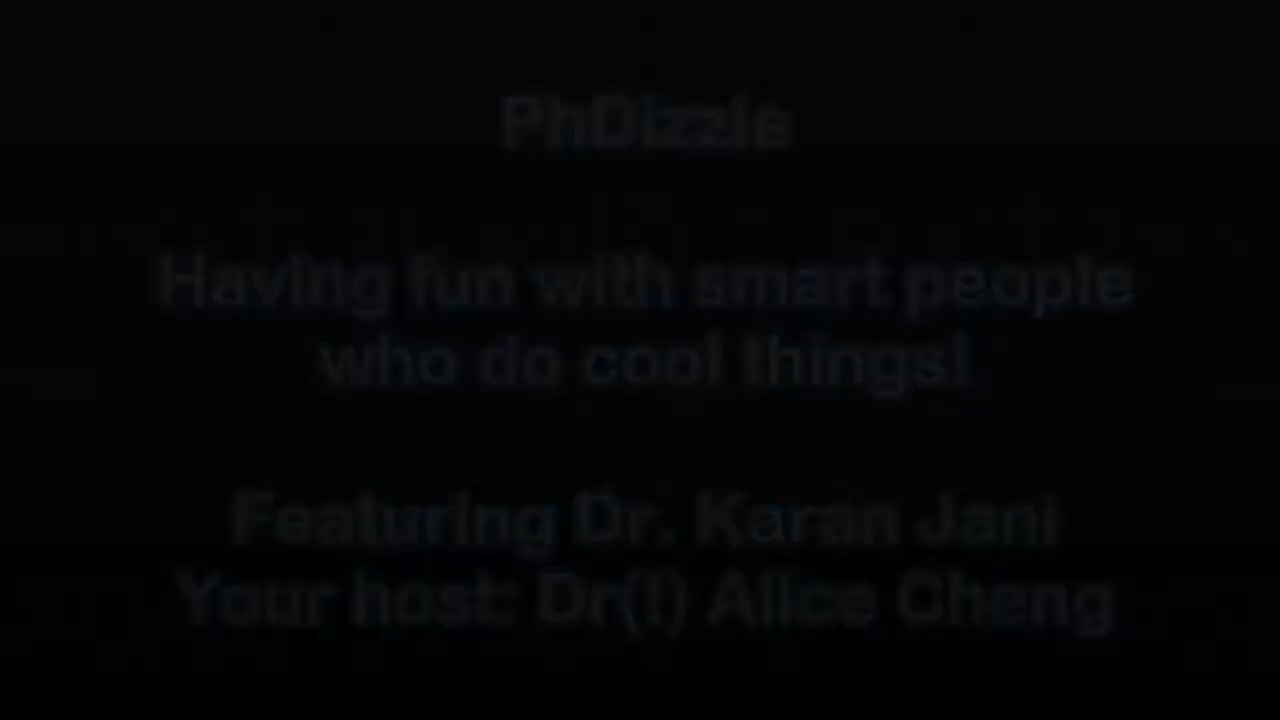 PhDizzle
Having fun with smart people
who do cool things!
Featuring Dr. Karan Jani
Your host: Dr(!) Alice Cheng